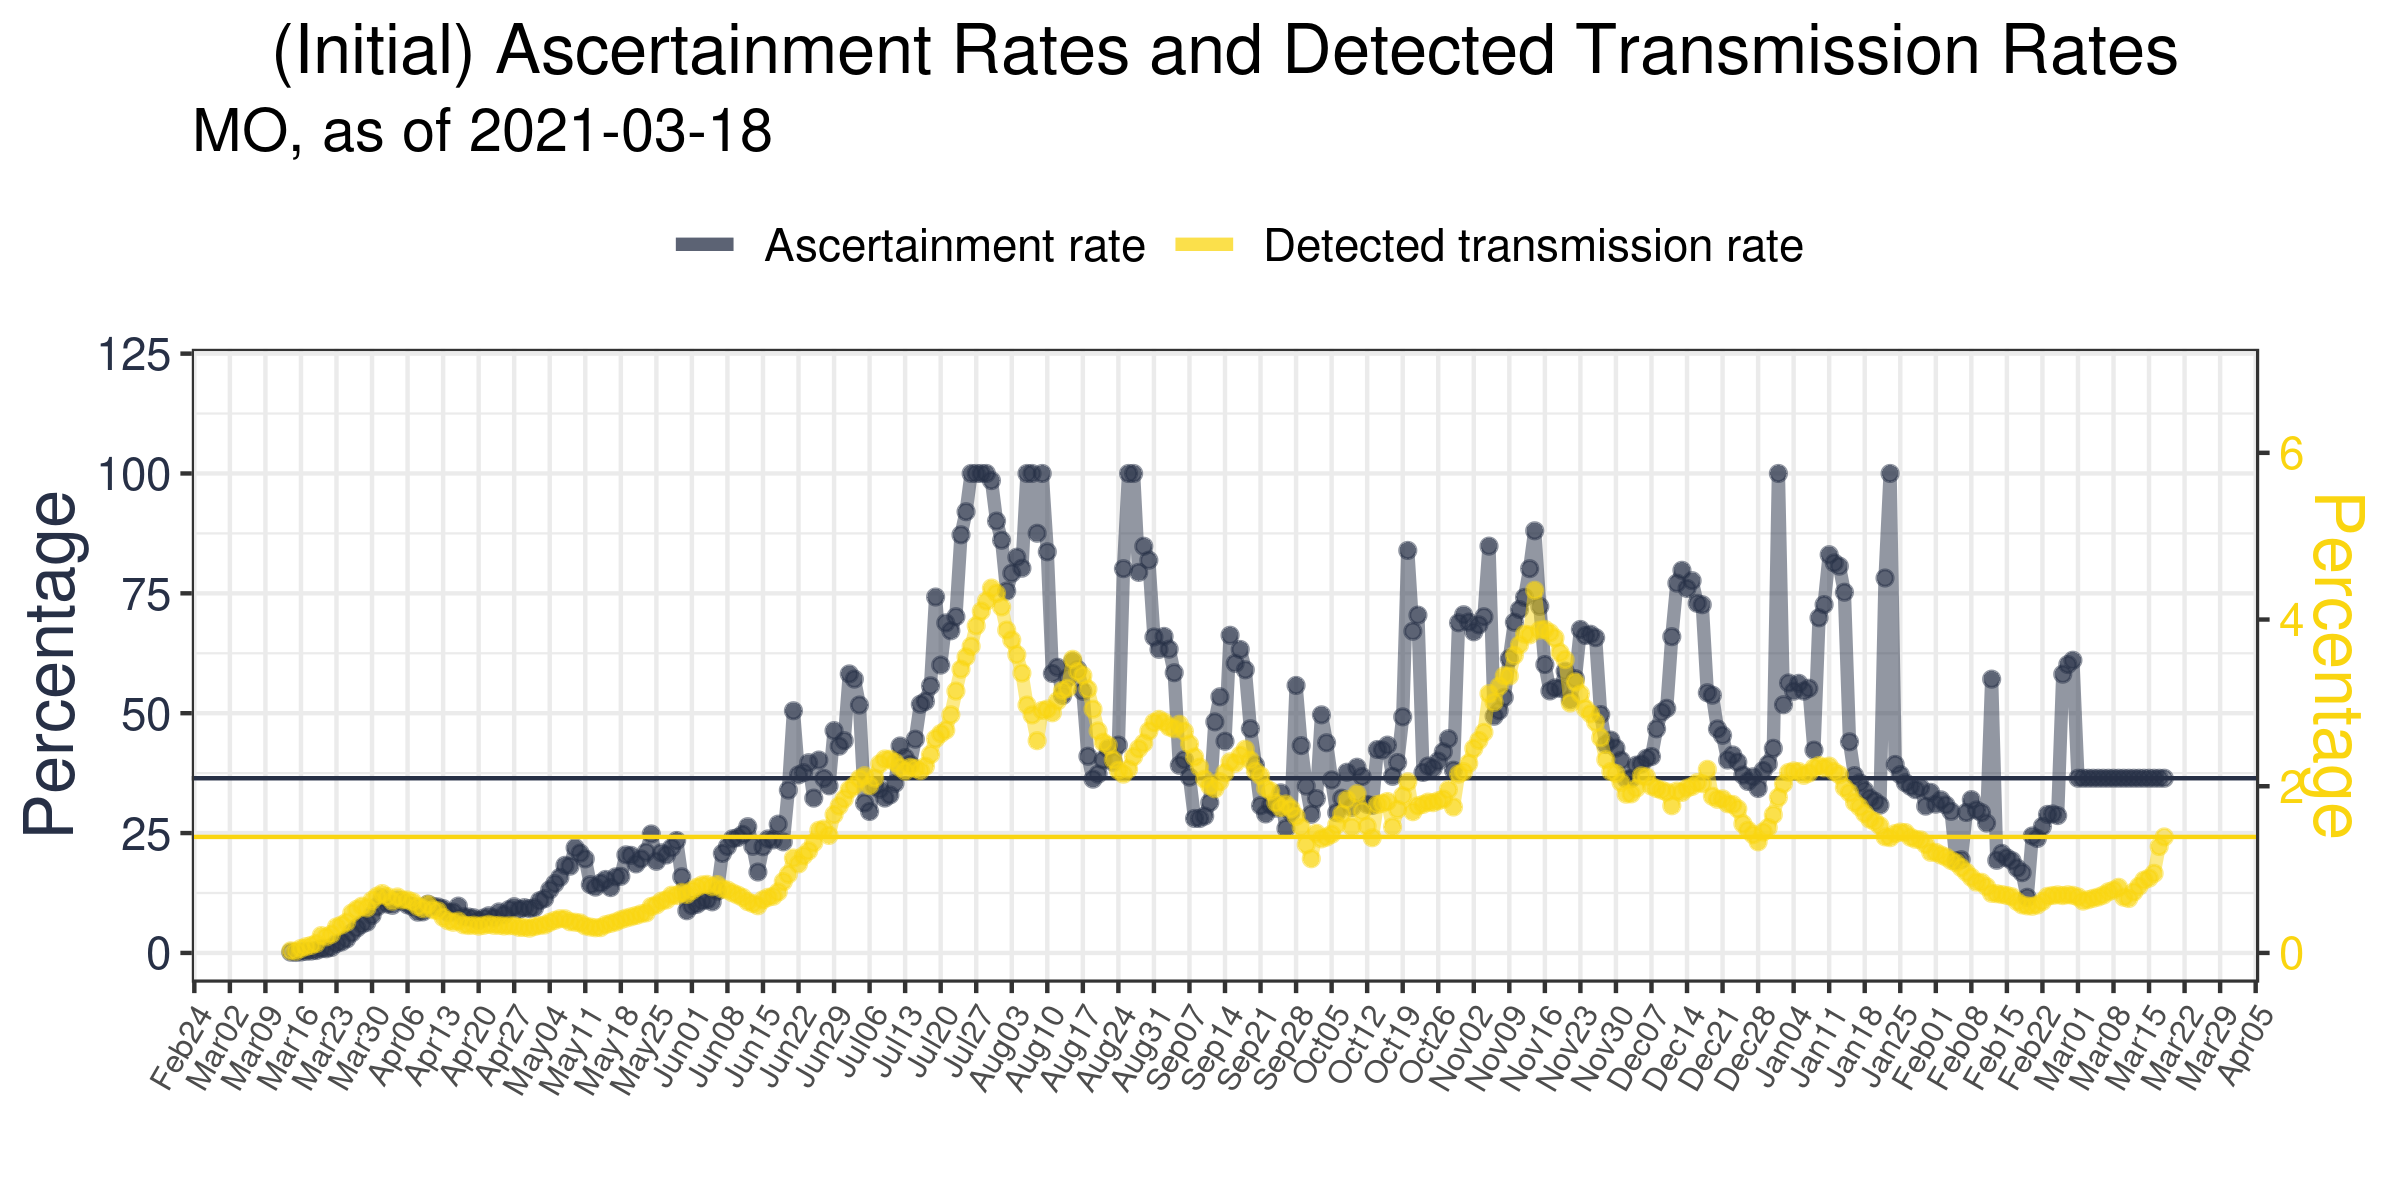 (Initial) Ascertainment Rates and Detected Transmission Rates
MO, as of 2021-03-18
Ascertainment rate
Detected transmission rate
Percentage
125
100
75
50
25
0
6
4
2
0
Percentage
Feb24
Mar02
Mar09
Mar16
Mar23
Mar30
Apr06
Apr13
Apr20
Apr27
May04
May11
May18
May25
Jun01
Jun08
Jun15
Jun22
Jun29
Jul06
Jul13
Jul20
Jul27
Aug03
Aug10
Aug17
Aug24
Aug31
Sep07
Sep14
Sep21
Sep28
Oct05
Oct12
Oct19
Oct26
Nov02
Nov09
Nov16
Nov23
Nov30
Dec07
Dec14
Dec21
Dec28
Jan04
Jan11
Jan18
Jan25
Feb01
Feb08
Feb15
Feb22
Mar01
Mar08
Mar15
Mar22
Mar29
Apr05